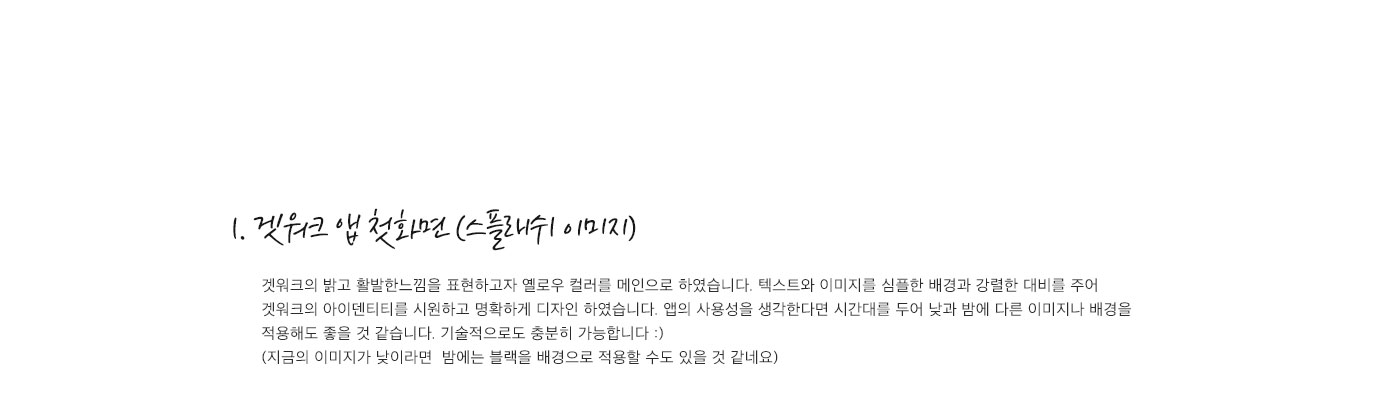 1. 겟워크 앱 첫화면 (스플래쉬 이미지)
겟워크의 밝고 활발한느낌을 표현하고자 옐로우 컬러를 메인으로 하였습니다. 텍스트와 이미지를 심플한 배경과 강렬한 대비를 주어
겟워크의 아이덴티티를 시원하고 명확하게 디자인 하였습니다. 앱의 사용성을 생각한다면 시간대를 두어 낮과 밤에 다른 이미지나 배경을
적용해도 좋을 것 같습니다. 기술적으로도 충분히 가능합니다 :)
(지금의 이미지가 낮이라면 밤에는 블랙을 배경으로 적용할 수도 있을 것 같네요)